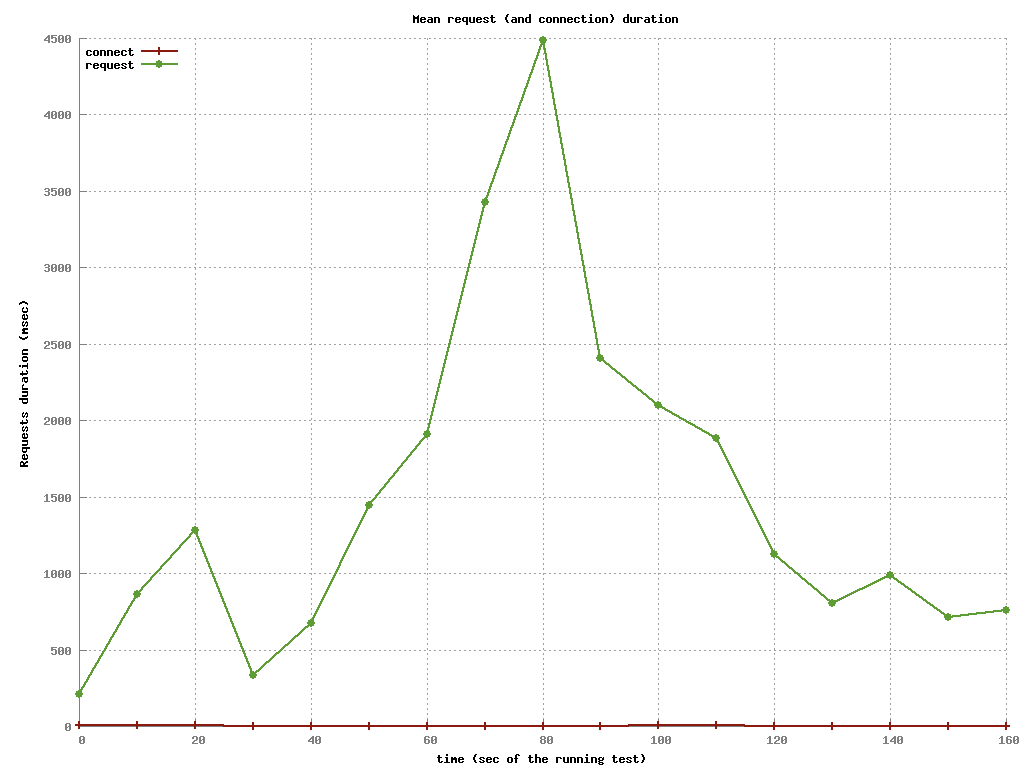 Mean request (and connection) duration
connect
request
4500
4000
3500
3000
2500
2000
1500
1000
500
0
Requests duration (msec)
0 20 40 60 80 100 120 140 160
time (sec of the running test)